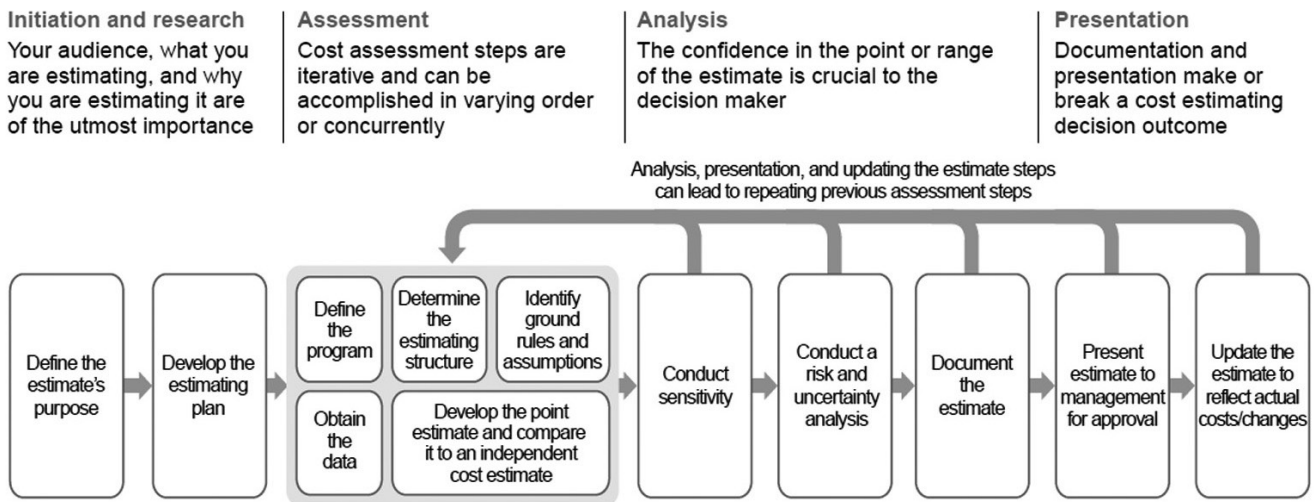 Initiation and research
Your audience, what you
are estimating, and why
you are estimating it are
of the utmost importance
Assessment
Cost assessment steps are
iterative and can be
accomplished in varying order
or concurrently
Analysis
The confidence in the point or range
of the estimate is crucial to the
decision maker
Presentation
Documentation and
presentation make or
break a cost estimating
decision outcome
Analysis, presentation, and updating the estimate steps
can lead to repeating previous assessment steps
Define the
estimate's
purpose
Develop the
estimating
plan
Define
the
program
Determine
the
estimating
structure
Identify
ground
rules and
assumptions
Obtain
the
data
Develop the point
estimate and compare
it to an independent
cost estimate
Conduct
sensitivity
Conduct a
risk and
uncertainty
analysis
Document
the
estimate
Present
estimate to
management
for approval
Update the
estimate to
reflect actual
costs/changes